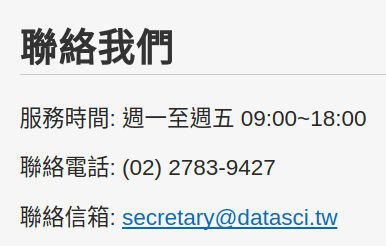 聯絡我們
服務時間: 週一至週五 09:00~18:00
聯絡電話: (02) 2783-9427
聯絡信箱: secretary@datasci.tw